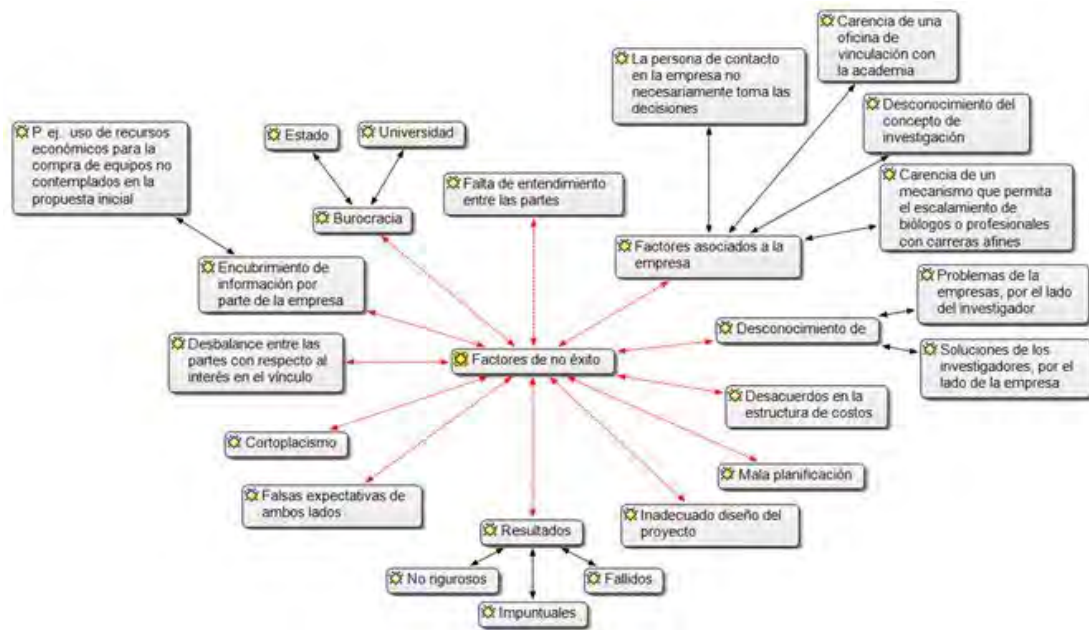 Carencia de una
oficina de
vinculación con
la academia
La persona de contacto
en la empresa no
necesariamente toma las
decisiones
Desconocimiento del
concepto de
investigación
P. ej. uso de recursos
económicos para la
compra de equipos no
contemplados en la
propuesta inicial
Estado
Universidad
Falta de entendimiento
entre las partes
Carencia de un
mecanismo que permita
el escalamiento de
biólogos o profesionales
con carreras afines
Burocracia
Factores asociados a la
empresa
Encubrimiento de
información por
parte de la empresa
Problemas de la
empresas, por el lado
del investigador
Desconocimiento de
Desbalance entre las
partes con respecto al
interés en el vínculo
Factores de no éxito
Soluciones de los
investigadores, por el
lado de la empresa
Desacuerdos en la
estructura de costos
Cortoplacismo
Mala planificación
Falsas expectativas de
ambos lados
Inadecuado diseño del
proyecto
Resultados
No rigurosos
Fallidos
Impuntuales